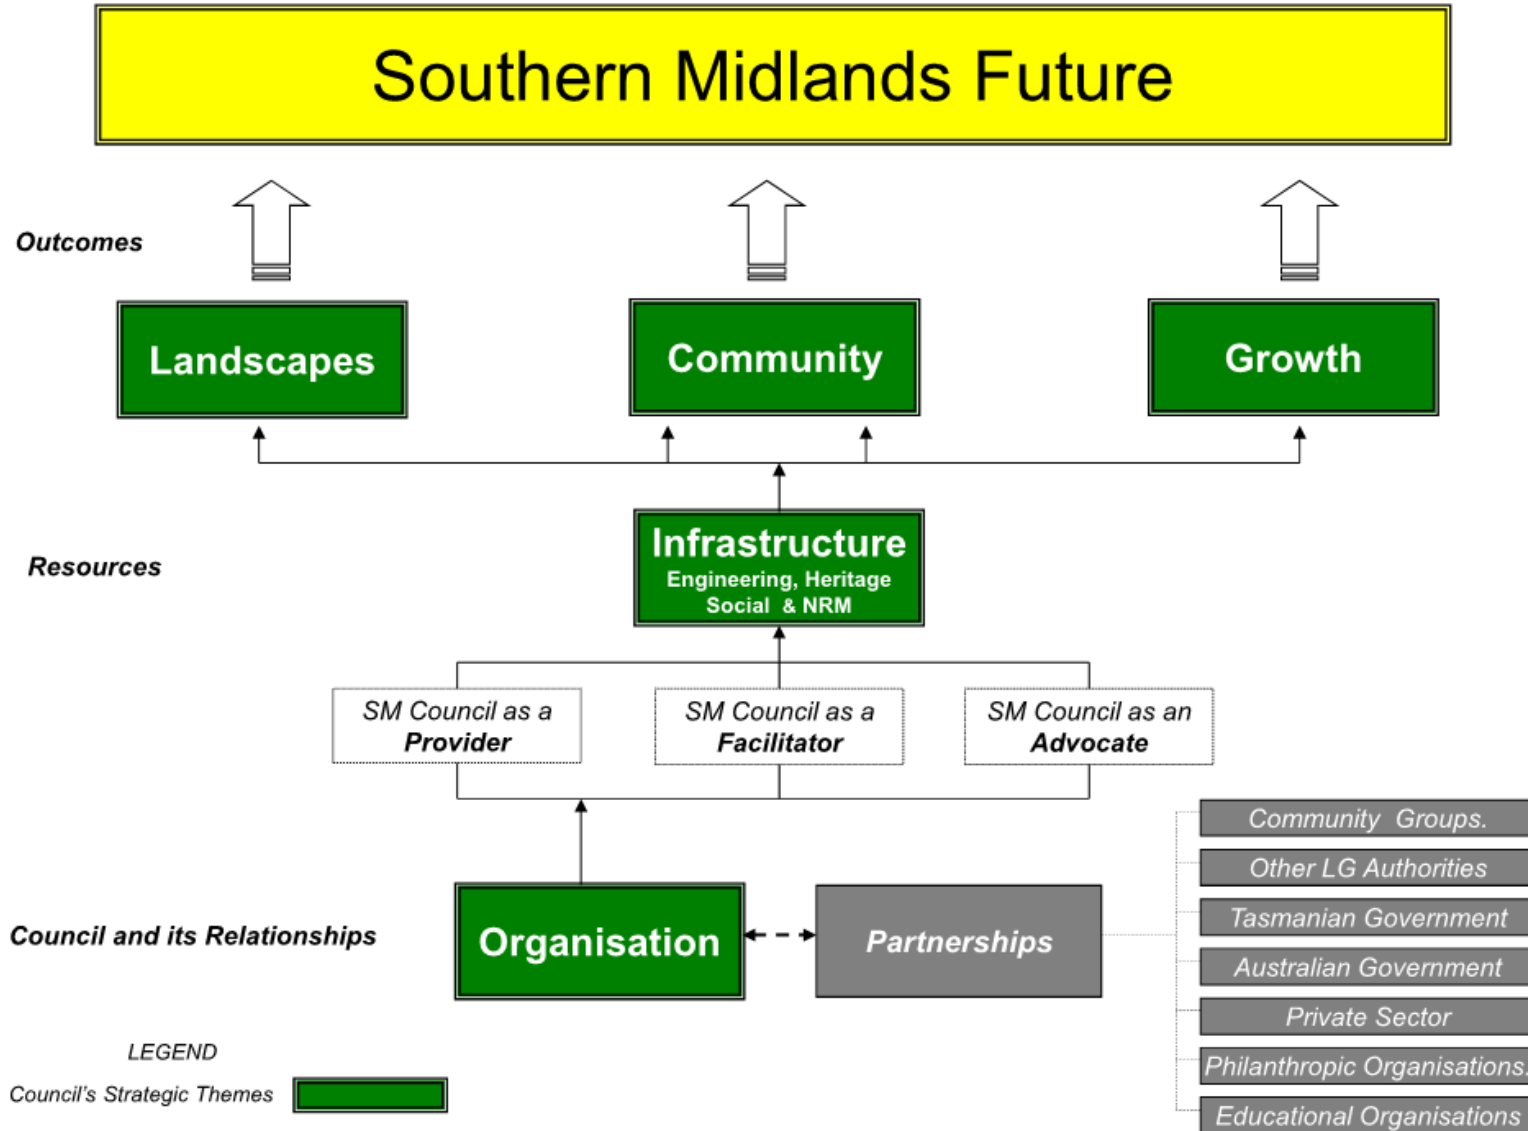 Southern Midlands Future
Outcomes
Landscapes
Community
Growth
Resources
Infrastructure
Engineering, Heritage
Social & NRM
SM Council as a
Provider
SM Council as a
Facilitator
SM Council as an
Advocate
Council and its Relationships
Organisation
Partnerships
Community Groups.
Other LG Authorities
Tasmanian Government
Australian Government
Private Sector
Philanthropic Organisations.
Educational Organisations
LEGEND
Council's Strategic Themes